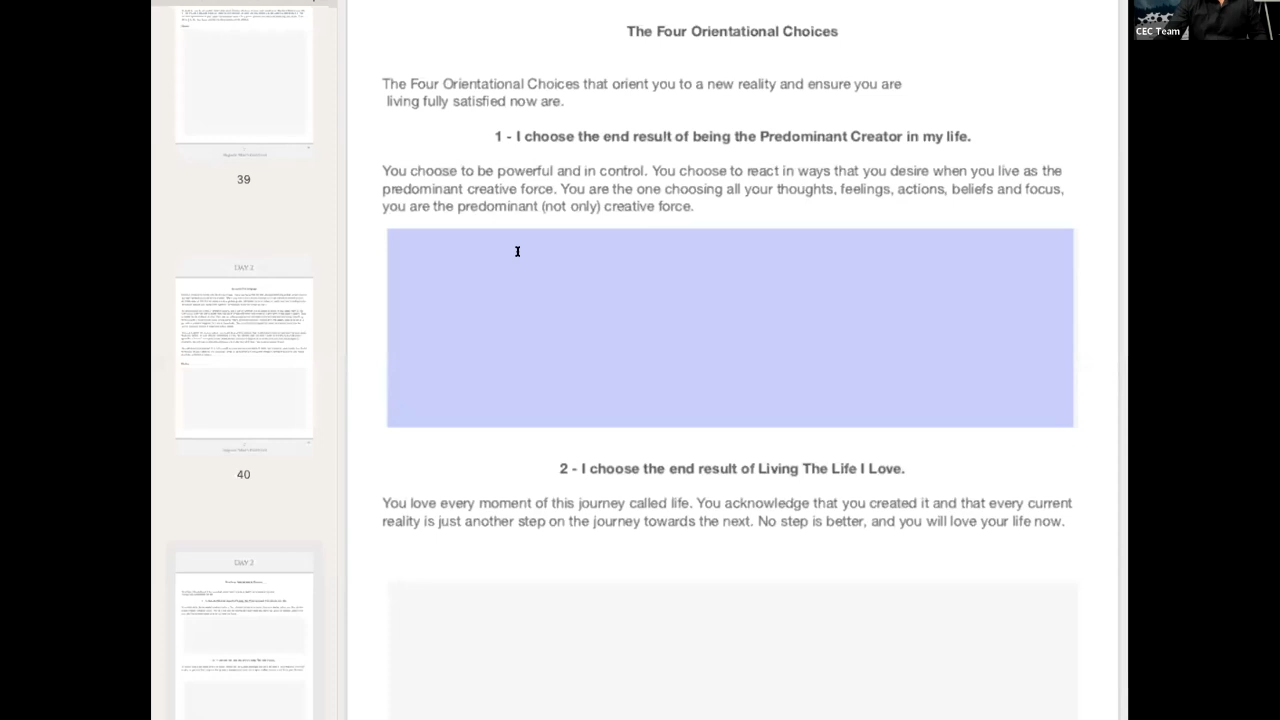 CEC Team
The Four Orientational Choices
The Four Orientational Choices that orient you to a new reality and ensure you are
living fully satisfied now are.
1 - I choose the end result of being the Predominant Creator in my life.
You choose to be powerful and in control. You choose to react in ways that you desire when you live as the
predominant creative force. You are the one choosing all your thoughts, feelings, actions, beliefs and focus,
you are the predominant (not only) creative force.
2 - I choose the end result of Living The Life I Love.
You love every moment of this journey called life. You acknowledge that you created it and that every current
reality is just another step on the journey towards the next. No step is better, and you will love your life now.
39
DAY 2
40
DAY 2